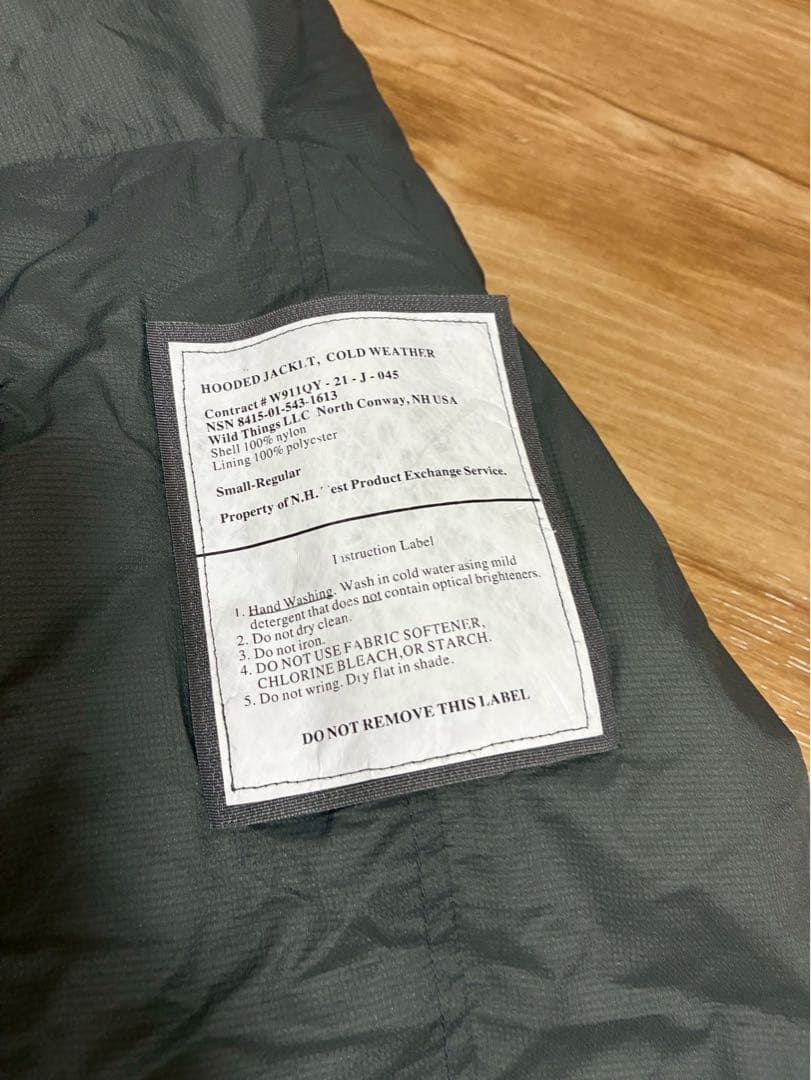 HOODED JACKET, COLD WEATHER
Contract # W911QY - 21 - J - 045
NSN 8415-01-543-1613
Wild Things LLC North Conway, NH USA
Shell 100% nylon
Lining 100% polyester
Small-Regular
Property of N.H. est Product Exchange Service.
Instruction Label
1. Hand Washing. Wash in cold water asing mild
detergent that does not contain optical brighteners.
2. Do not dry clean.
3. Do not iron.
4. DO NOT USE FABRIC SOFTENER,
CHLORINE BLEACH,OR STARCH.
5. Do not wring. Dry flat in shade.
DO NOT REMOVE THIS LABEL